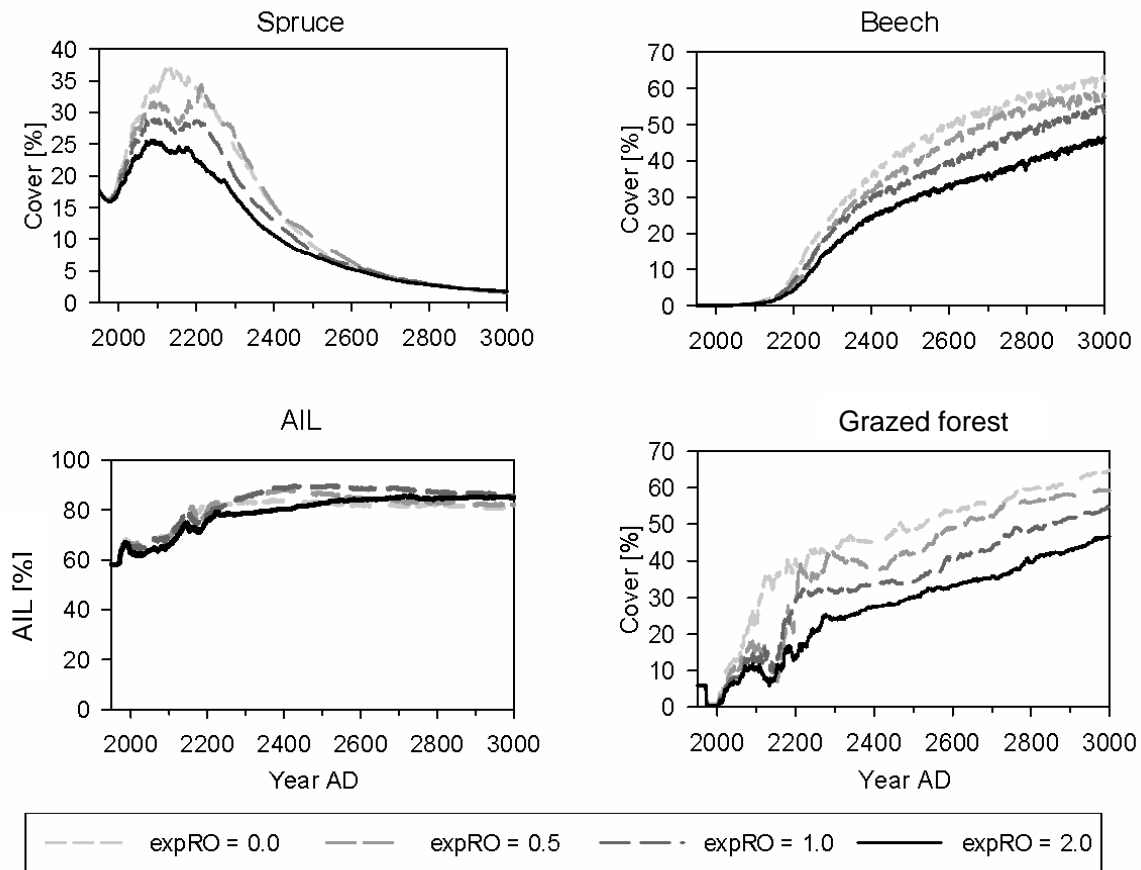 Spruce
Cover [%]
40
35
30
25
20
15
10
5
0
2000 2200 2400 2600 2800 3000
Beech
Cover [%]
70
60
50
40
30
20
10
0
2000 2200 2400 2600 2800 3000
AIL
AIL [%]
100
80
60
40
20
0
2000 2200 2400 2600 2800 3000
Year AD
Grazed forest
Cover [%]
70
60
50
40
30
20
10
0
2000 2200 2400 2600 2800 3000
Year AD
expRO = 0.0 expRO = 0.5 expRO = 1.0 expRO = 2.0